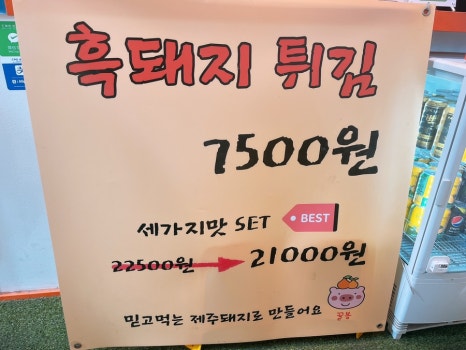 흑돼지 튀김
7500원
세가지맛 SET BEST
22500원 → 21000원
믿고먹는 제주돼지로 만들어요
꿀봉